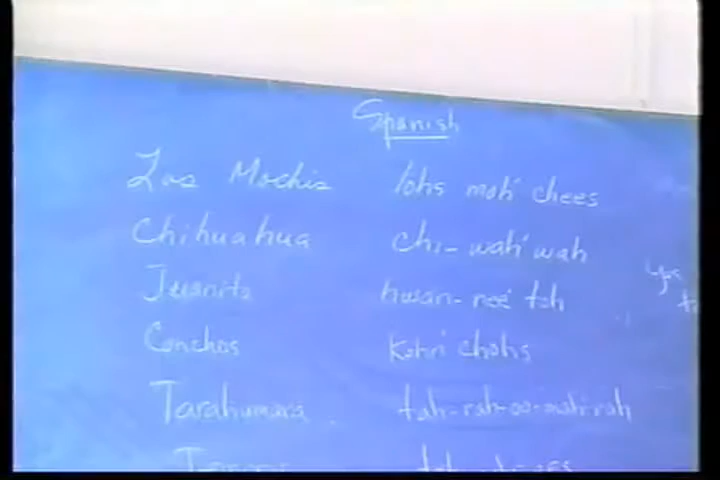 Spanish
Los Mochis lohs moh' chees
Chihuahua chi-wah'wah
Juanita hwan-nee' tah
Conchos Kohn' chohs
Tarahumara tah-rah-oo-mah'rah